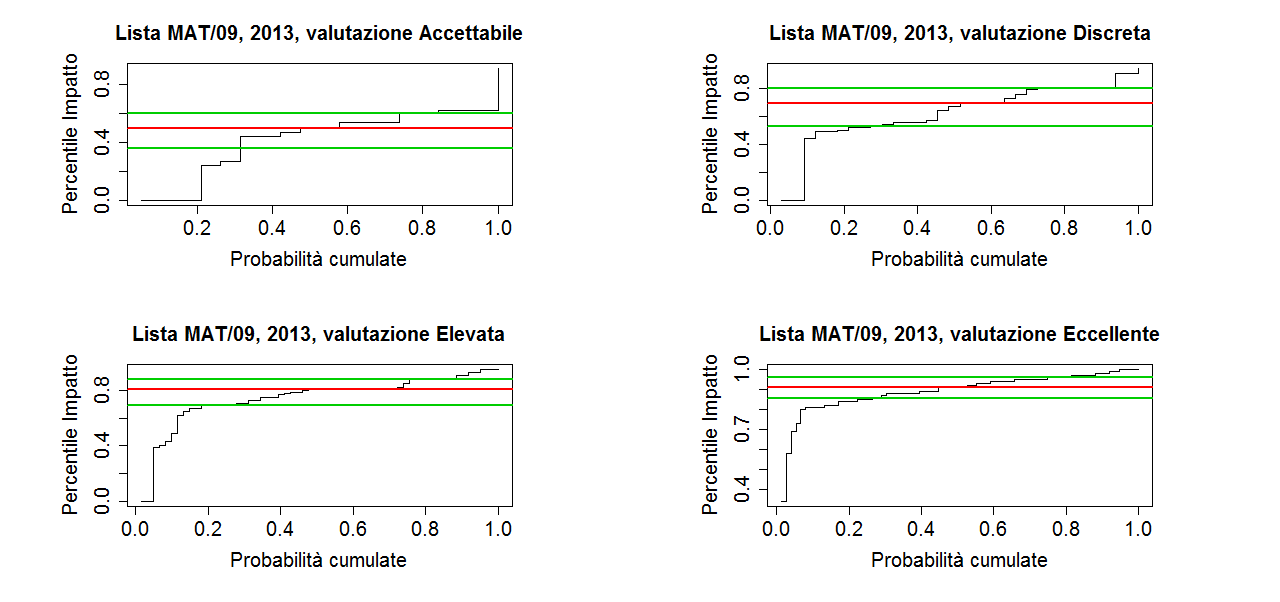 Lista MAT/09, 2013, valutazione Accettabile
Percentile Impatto
0.8
0.4
0.0
0.2 0.4 0.6 0.8 1.0
Probabilità cumulate
Lista MAT/09, 2013, valutazione Discreta
Percentile Impatto
0.8
0.4
0.0
0.0 0.2 0.4 0.6 0.8 1.0
Probabilità cumulate
Lista MAT/09, 2013, valutazione Elevata
Percentile Impatto
0.8
0.4
0.0
0.0 0.2 0.4 0.6 0.8 1.0
Probabilità cumulate
Lista MAT/09, 2013, valutazione Eccellente
Percentile Impatto
1.0
0.7
0.4
0.0 0.2 0.4 0.6 0.8 1.0
Probabilità cumulate